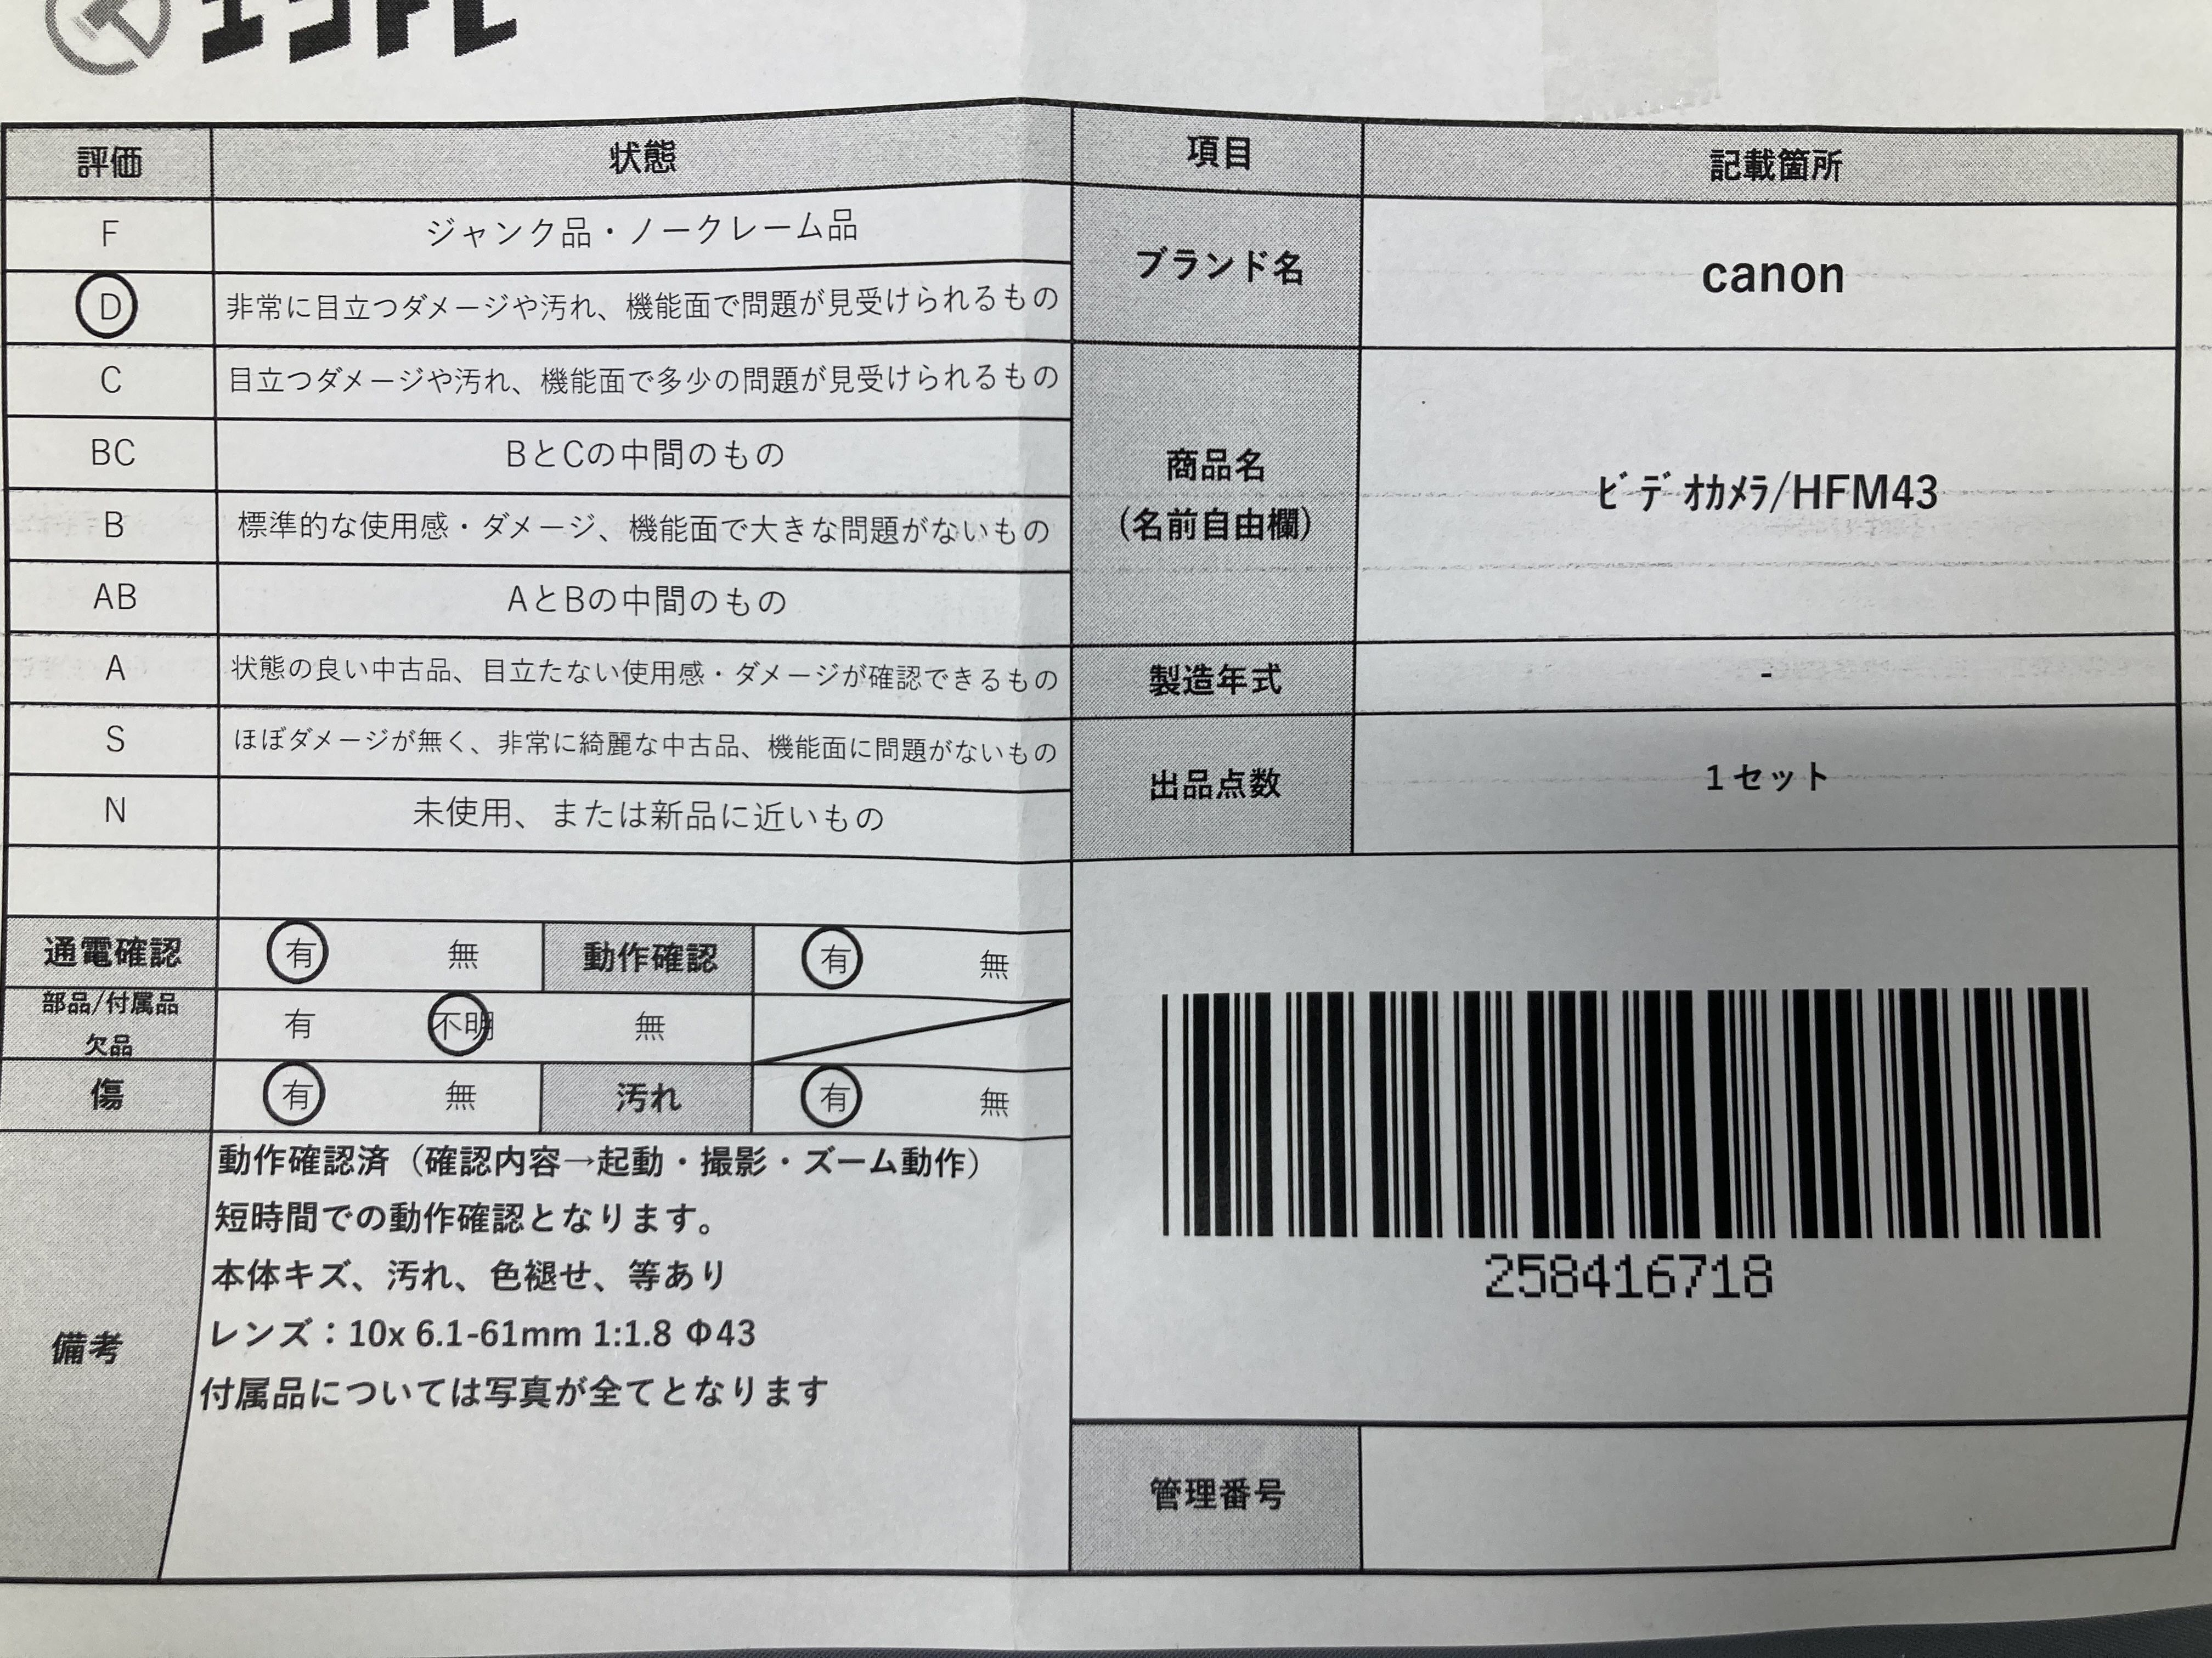 エコトレ
評価 状態 項目 記載箇所
F ジャンク品・ノークレーム品
D 非常に目立つダメージや汚れ、機能面で問題が見受けられるもの
ブランド名 canon
C 目立つダメージや汚れ、機能面で多少の問題が見受けられるもの
BC BとCの中間のもの
商品名
(名前自由欄)
ﾋﾞﾃﾞｵｶﾒﾗ/HFM43
B 標準的な使用感・ダメージ、機能面で大きな問題がないもの
AB AとBの中間のもの
A 状態の良い中古品、目立たない使用感・ダメージが確認できるもの
製造年式 -
S ほぼダメージが無く、非常に綺麗な中古品、機能面に問題がないもの
出品点数 1セット
N 未使用、または新品に近いもの
通電確認 有 無 動作確認 有 無
部品/付属品
欠品
有 不明 無
傷 有 無 汚れ 有 無
備考
動作確認済（確認内容→起動・撮影・ズーム動作）
短時間での動作確認となります。
本体キズ、汚れ、色褪せ、等あり
レンズ：10x 6.1-61mm 1:1.8 Φ43
付属品については写真が全てとなります
258416718
管理番号